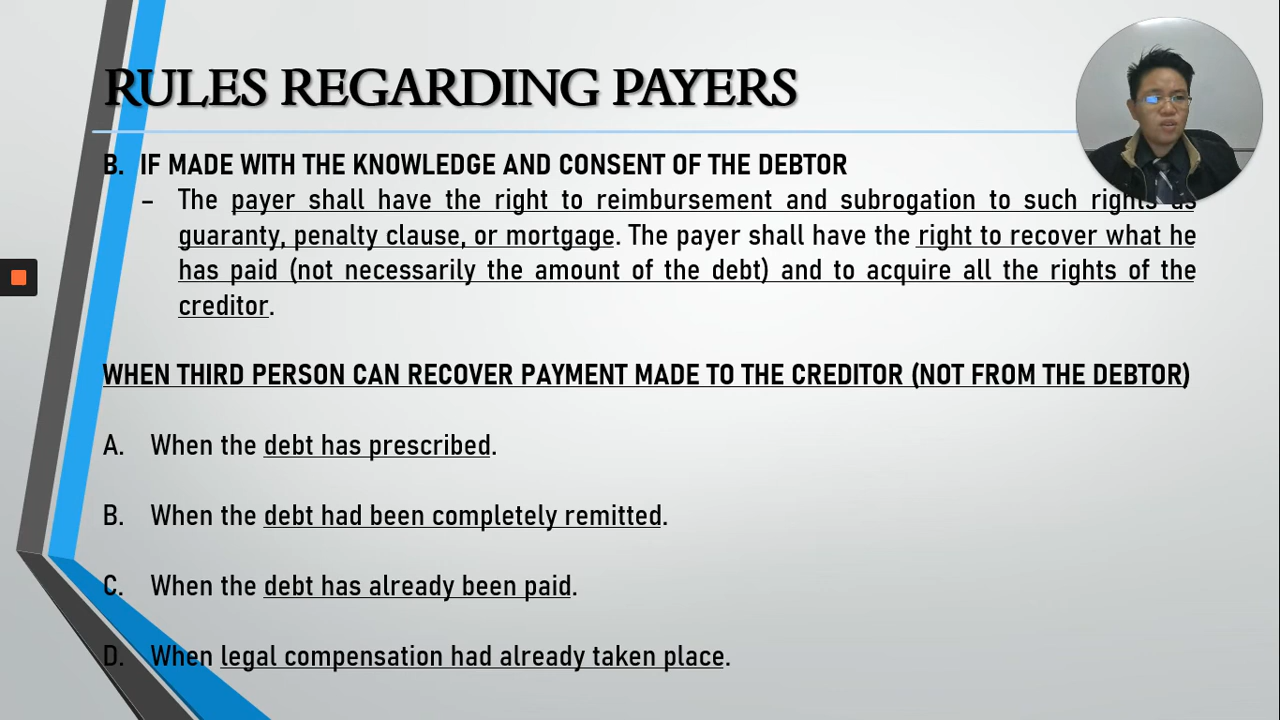 RULES REGARDING PAYERS
B. IF MADE WITH THE KNOWLEDGE AND CONSENT OF THE DEBTOR
– The payer shall have the right to reimbursement and subrogation to such rights as
guaranty, penalty clause, or mortgage. The payer shall have the right to recover what he
has paid (not necessarily the amount of the debt) and to acquire all the rights of the
creditor.
WHEN THIRD PERSON CAN RECOVER PAYMENT MADE TO THE CREDITOR (NOT FROM THE DEBTOR)
A. When the debt has prescribed.
B. When the debt had been completely remitted.
C. When the debt has already been paid.
D. When legal compensation had already taken place.